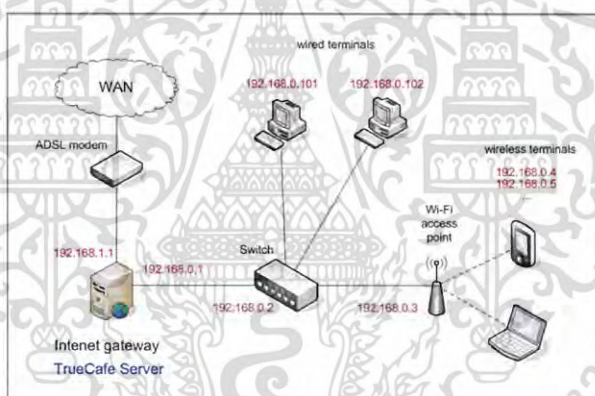 wired terminals
192.168.0.101
192.168.0.102
WAN
ADSL modem
wireless terminals
192.168.0.4
192.168.0.5
Wi-Fi
access
point
192.168.1.1
192.168.0.1
Switch
192.168.0.2
192.168.0.3
Intenet gateway
TrueCafe Server